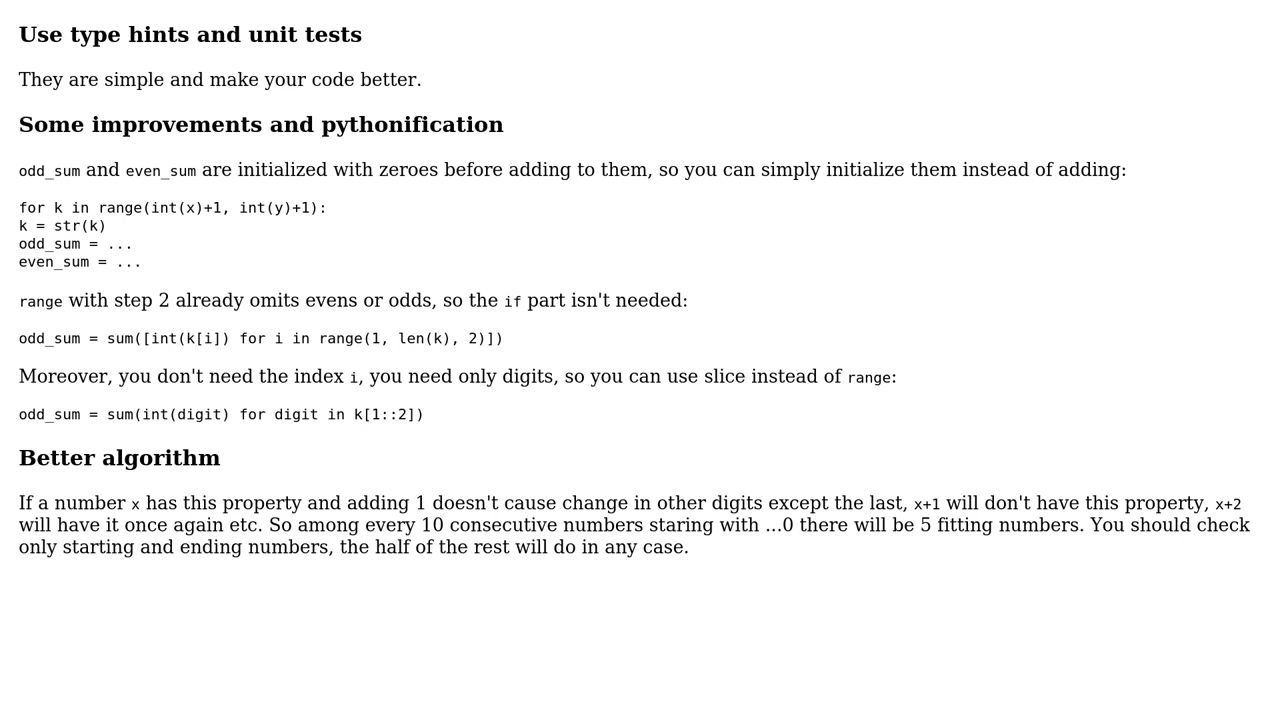 Use type hints and unit tests
They are simple and make your code better.
Some improvements and pythonification
odd_sum and even_sum are initialized with zeroes before adding to them, so you can simply initialize them instead of adding:
for k in range(int(x)+1, int(y)+1):
k = str(k)
odd_sum = ...
even_sum = ...
range with step 2 already omits evens or odds, so the if part isn't needed:
odd_sum = sum([int(k[i]) for i in range(1, len(k), 2)])
Moreover, you don't need the index i, you need only digits, so you can use slice instead of range:
odd_sum = sum(int(digit) for digit in k[1::2])
Better algorithm
If a number x has this property and adding 1 doesn't cause change in other digits except the last, x+1 will don't have this property, x+2
will have it once again etc. So among every 10 consecutive numbers staring with ...0 there will be 5 fitting numbers. You should check
only starting and ending numbers, the half of the rest will do in any case.